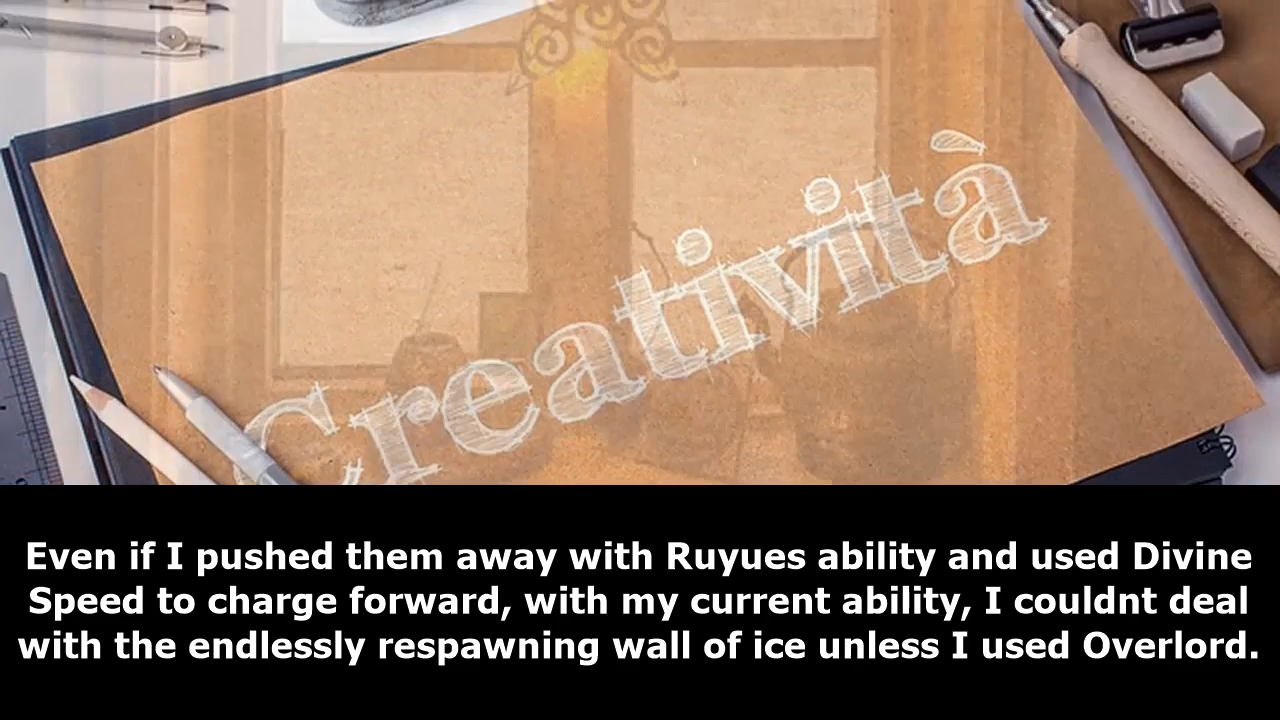 Creatività
Even if I pushed them away with Ruyues ability and used Divine
Speed to charge forward, with my current ability, I couldnt deal
with the endlessly respawning wall of ice unless I used Overlord.